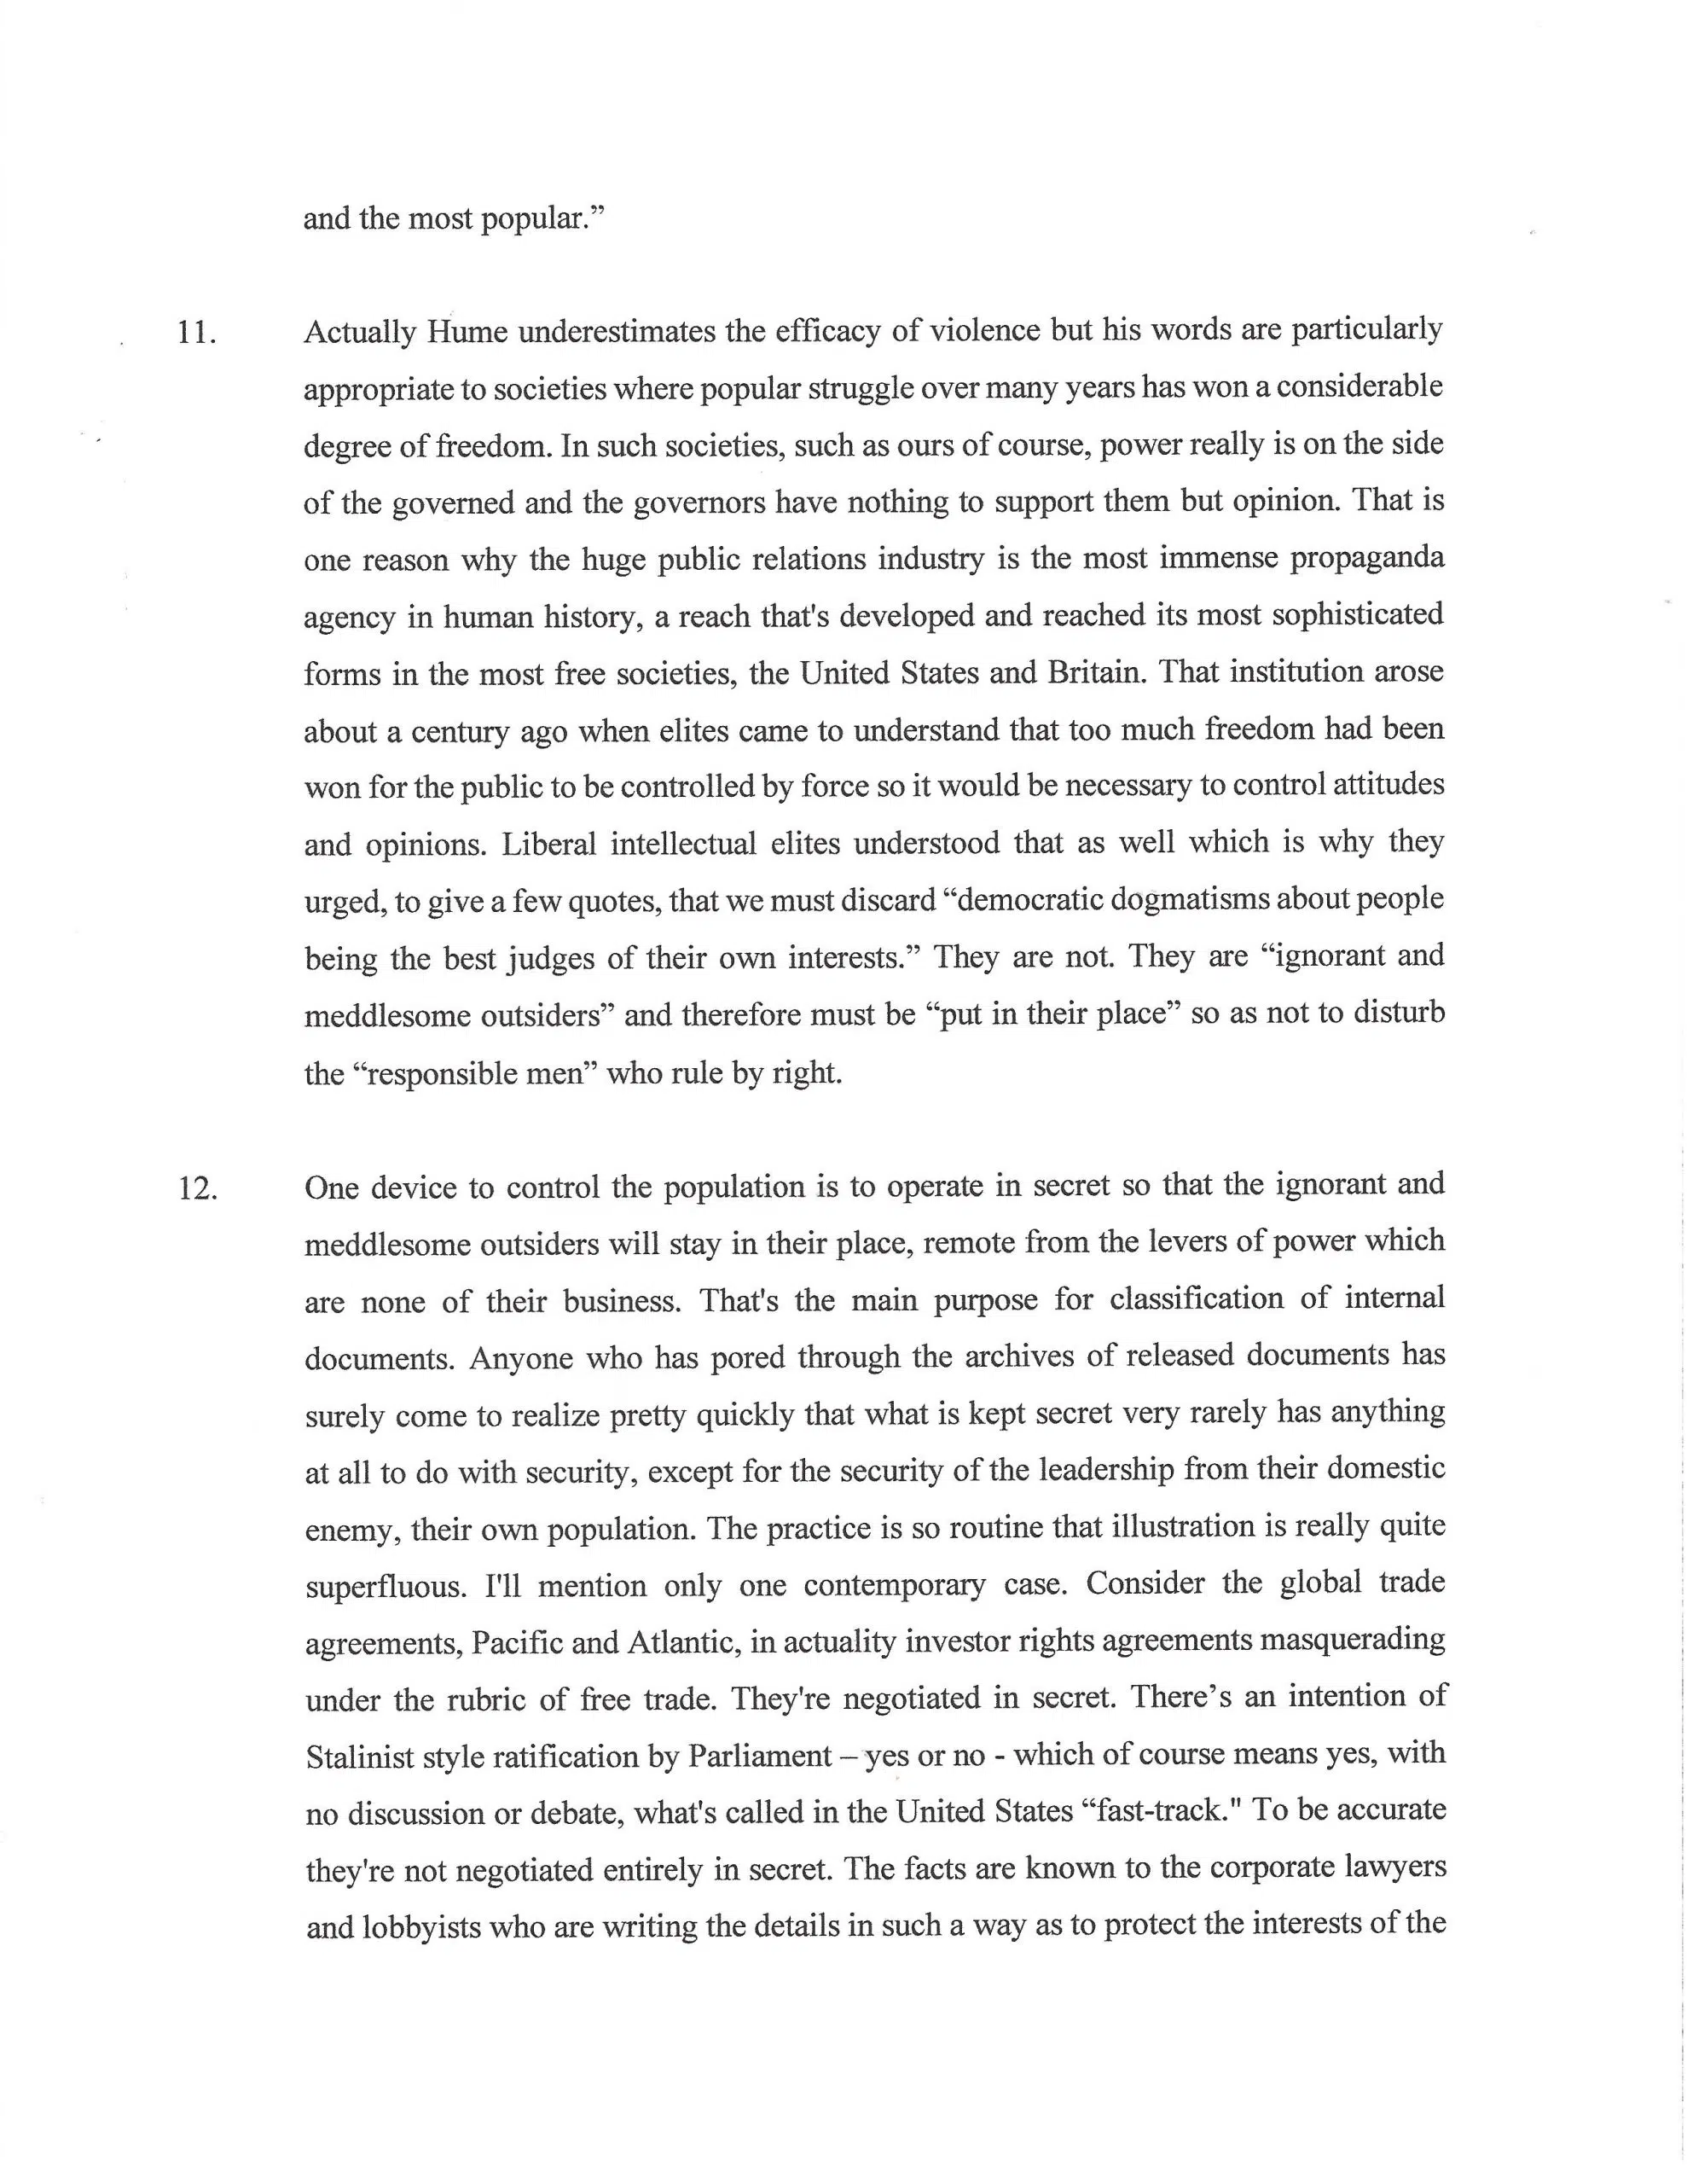 and the most popular.”
11. Actually Hume underestimates the efficacy of violence but his words are particularly
appropriate to societies where popular struggle over many years has won a considerable
degree of freedom. In such societies, such as ours of course, power really is on the side
of the governed and the governors have nothing to support them but opinion. That is
one reason why the huge public relations industry is the most immense propaganda
agency in human history, a reach that's developed and reached its most sophisticated
forms in the most free societies, the United States and Britain. That institution arose
about a century ago when elites came to understand that too much freedom had been
won for the public to be controlled by force so it would be necessary to control attitudes
and opinions. Liberal intellectual elites understood that as well which is why they
urged, to give a few quotes, that we must discard “democratic dogmatisms about people
being the best judges of their own interests.” They are not. They are “ignorant and
meddlesome outsiders” and therefore must be “put in their place” so as not to disturb
the “responsible men” who rule by right.
12. One device to control the population is to operate in secret so that the ignorant and
meddlesome outsiders will stay in their place, remote from the levers of power which
are none of their business. That's the main purpose for classification of internal
documents. Anyone who has pored through the archives of released documents has
surely come to realize pretty quickly that what is kept secret very rarely has anything
at all to do with security, except for the security of the leadership from their domestic
enemy, their own population. The practice is so routine that illustration is really quite
superfluous. I'll mention only one contemporary case. Consider the global trade
agreements, Pacific and Atlantic, in actuality investor rights agreements masquerading
under the rubric of free trade. They're negotiated in secret. There’s an intention of
Stalinist style ratification by Parliament – yes or no - which of course means yes, with
no discussion or debate, what's called in the United States “fast-track." To be accurate
they're not negotiated entirely in secret. The facts are known to the corporate lawyers
and lobbyists who are writing the details in such a way as to protect the interests of the